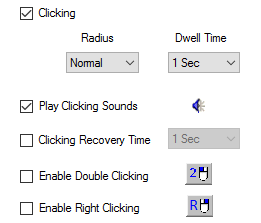 Clicking
Radius Dwell Time
Normal 1 Sec
Play Clicking Sounds
Clicking Recovery Time 1 Sec
Enable Double Clicking 2
Enable Right Clicking R